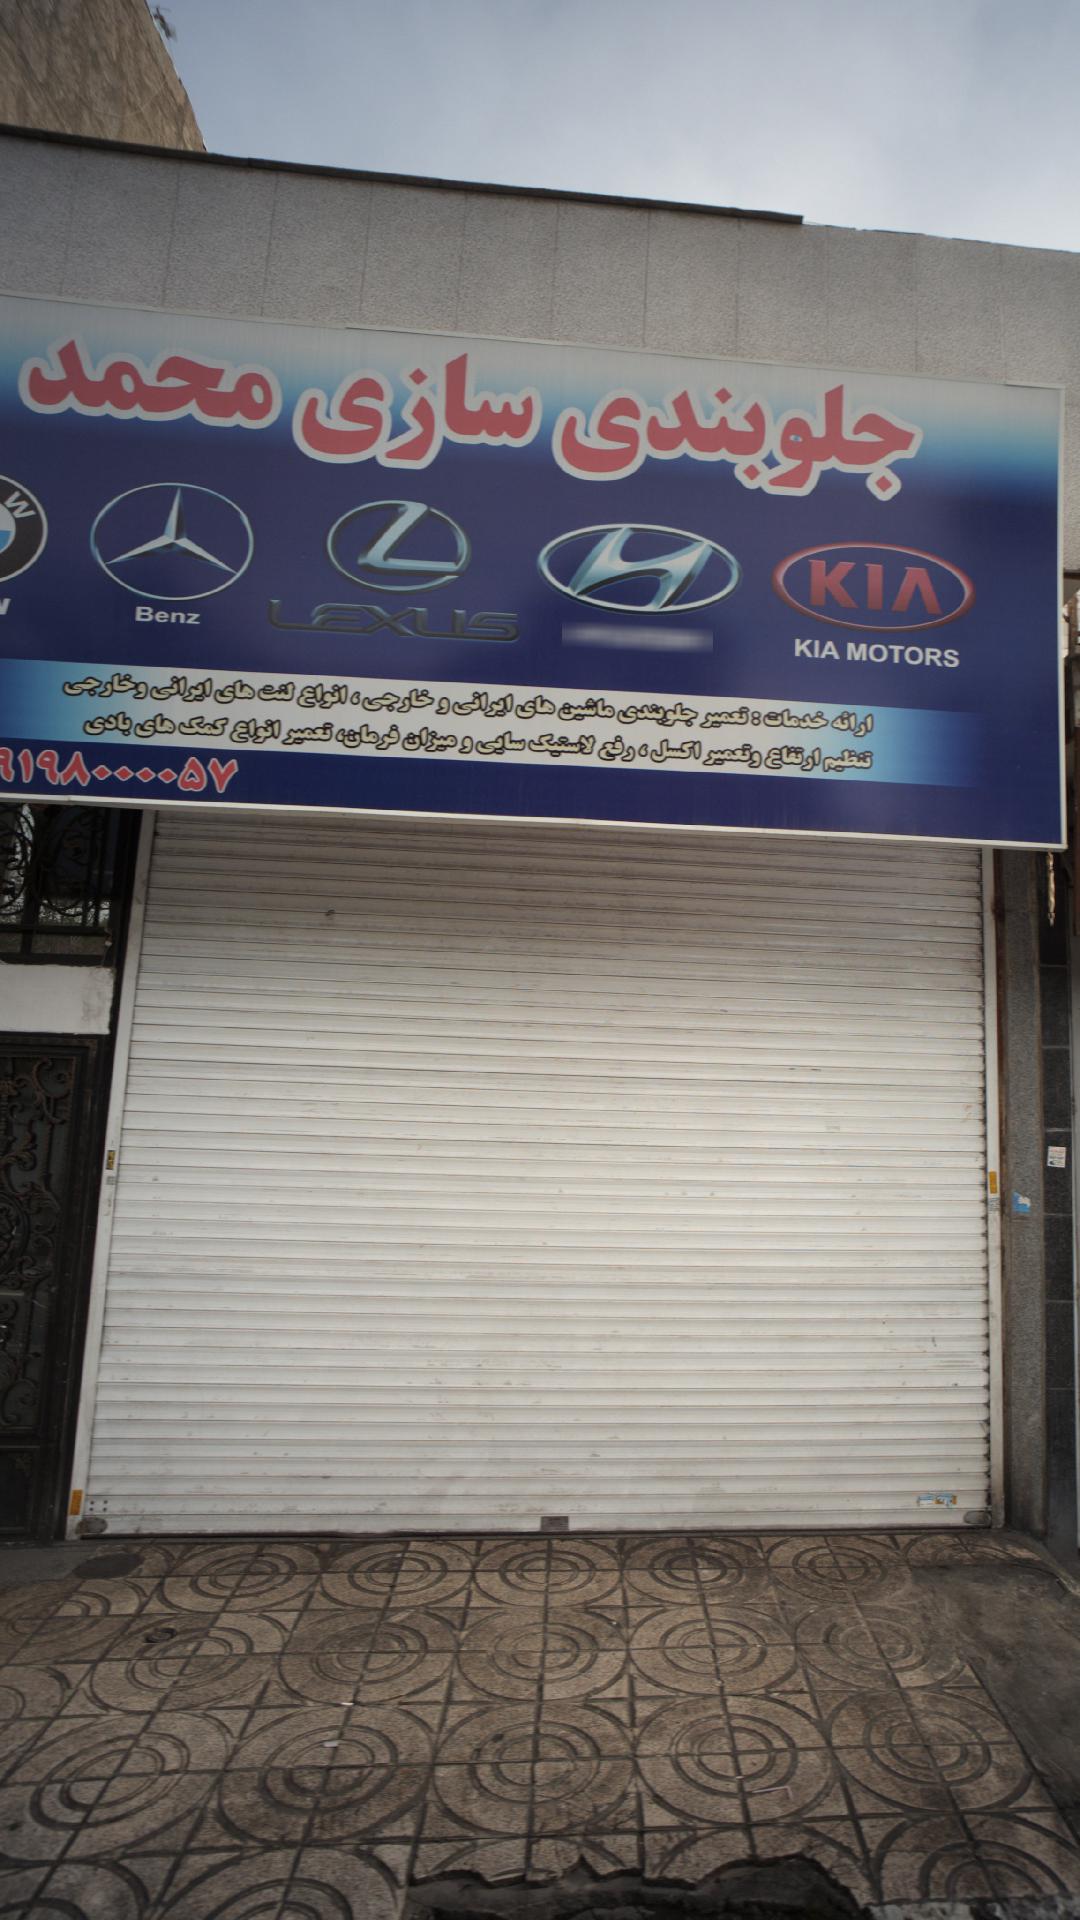 جلوبندی سازی محمد
W
Benz
LEXUS
KIA
KIA MOTORS
ارائه خدمات : تعمیر جلوبندی ماشین های ایرانی و خارجی ، انواع لنت های ایرانی وخارجی
تنظیم ارتفاع وتعمیر اکسل ، رفع لاستیک سایی و میزان فرمان، تعمیر انواع کمک های بادی
۹۱۹۸۰۰۰۰۵۷